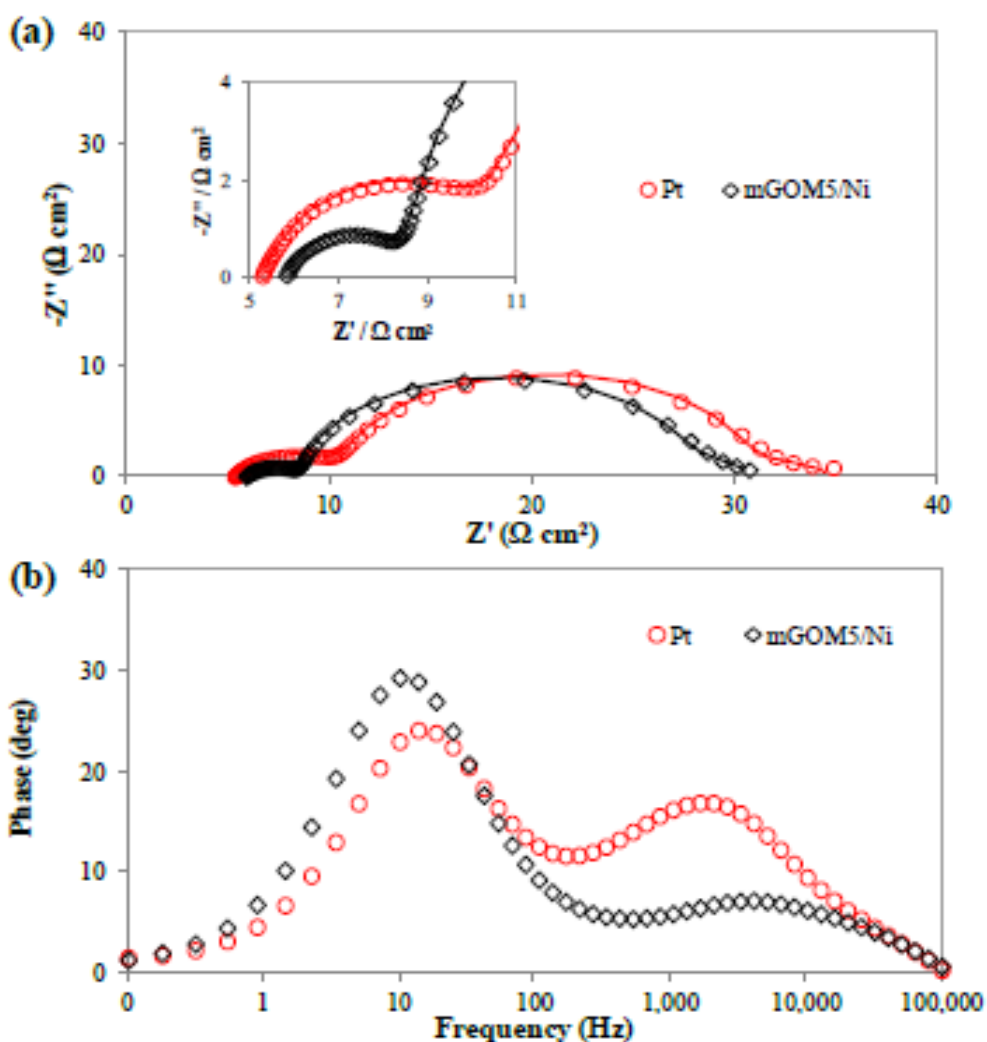 (a)
40
30
20
10
0
-Z'' (Ω cm²)
4
2
0
-Z'' / Ω cm²
5 7 9 11
Z' / Ω cm²
Pt mGOM5/Ni
0 10 20 30 40
Z' (Ω cm²)
(b)
40
30
20
10
0
Phase (deg)
Pt mGOM5/Ni
0 1 10 100 1,000 10,000 100,000
Frequency (Hz)